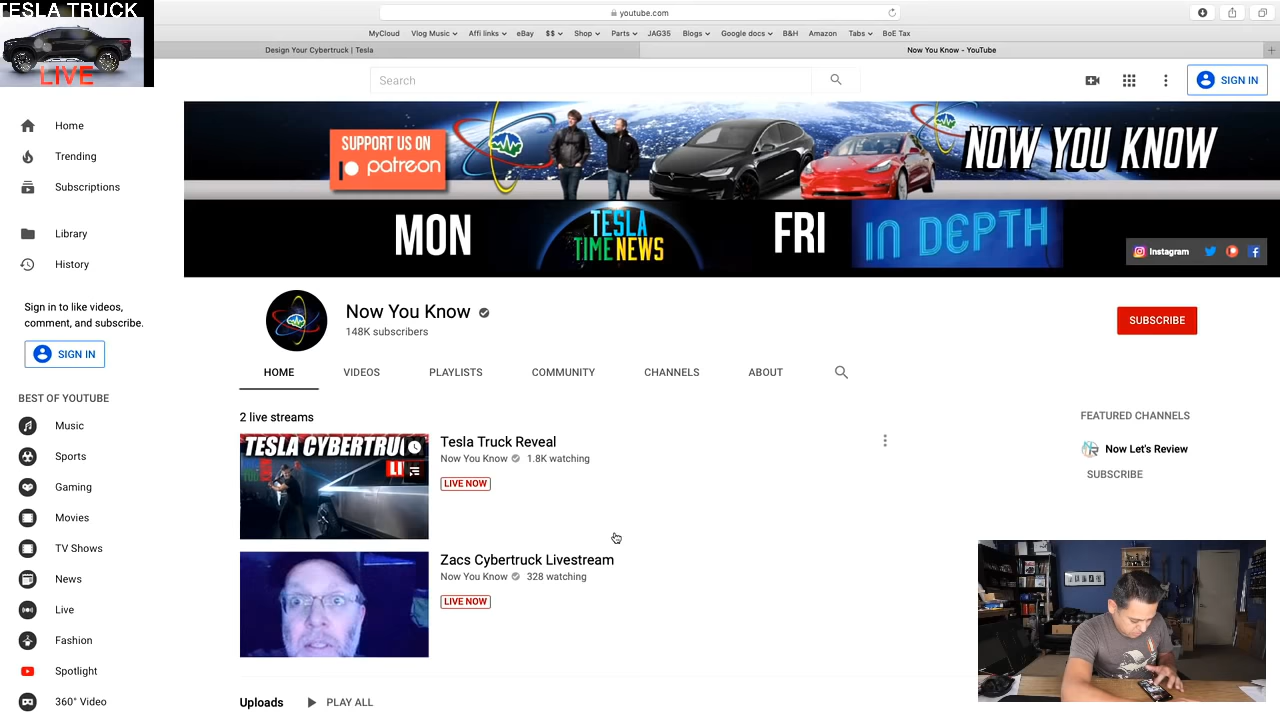 TESLA TRUCK
LIVE
youtube.com
MyCloud Vlog Music Affi links eBay $$ Shop Parts JAG35 Blogs Google docs B&H Amazon Tabs BoE Tax
Design Your Cybertruck | Tesla
Now You Know - YouTube
Search
SIGN IN
Home
Trending
Subscriptions
Library
History
Sign in to like videos,
comment, and subscribe.
SIGN IN
BEST OF YOUTUBE
Music
Sports
Gaming
Movies
TV Shows
News
Live
Fashion
Spotlight
360° Video
SUPPORT US ON
patreon
NOW YOU KNOW
MON
TESLA
TIME NEWS
FRI
IN DEPTH
Instagram
Now You Know
148K subscribers
SUBSCRIBE
HOME VIDEOS PLAYLISTS COMMUNITY CHANNELS ABOUT
2 live streams
TESLA CYBERTRUC
LI
Tesla Truck Reveal
Now You Know 1.8K watching
LIVE NOW
Zacs Cybertruck Livestream
Now You Know 328 watching
LIVE NOW
FEATURED CHANNELS
Now Let's Review
SUBSCRIBE
Uploads PLAY ALL